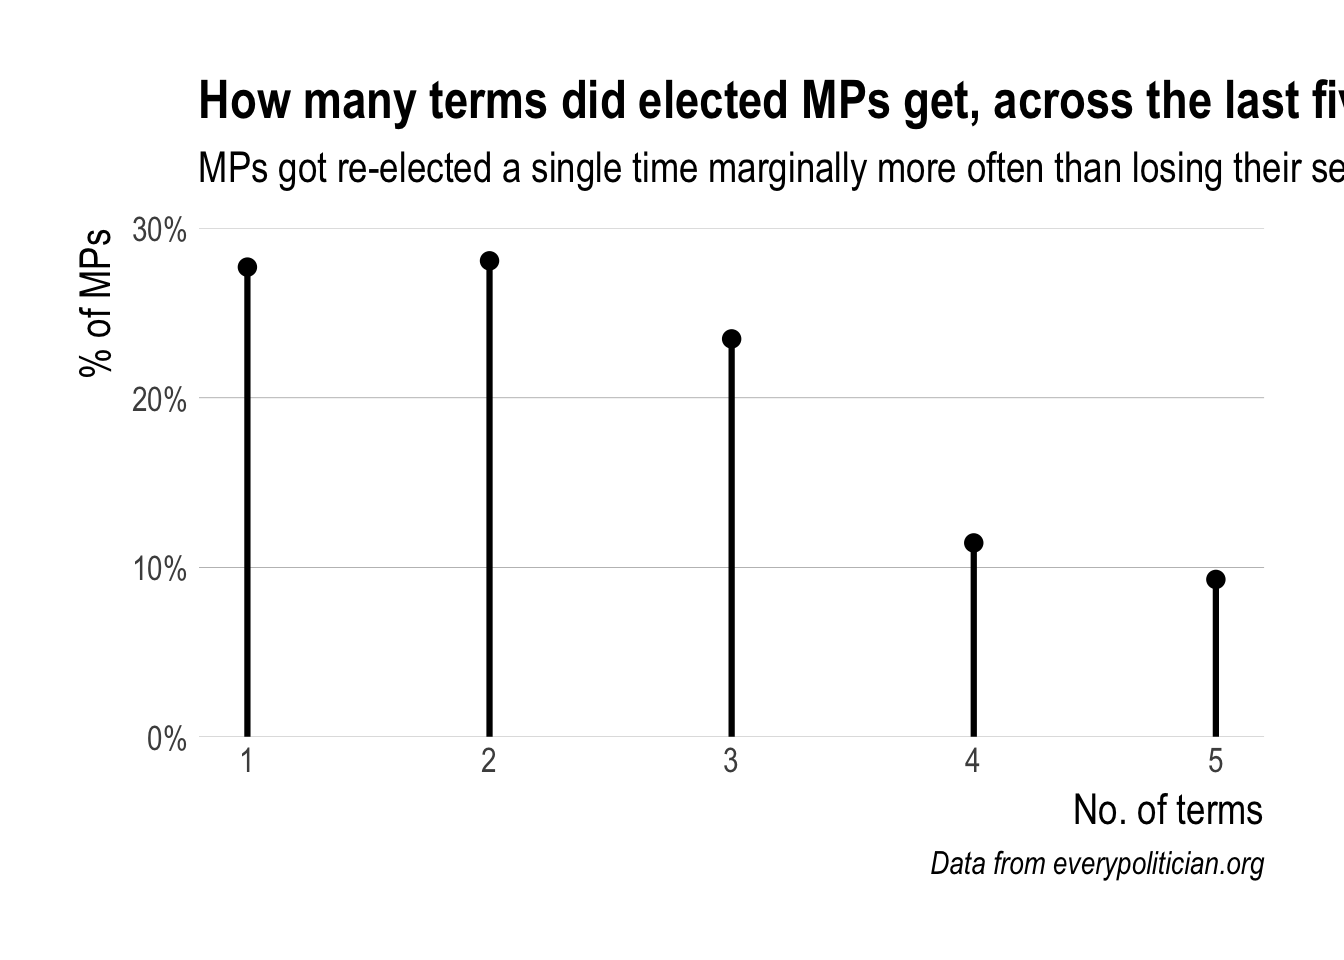 How many terms did elected MPs get, across the last
MPs got re-elected a single time marginally more often than losing their
% of MPs
30%
20%
10%
0%
1 2 3 4 5
No. of terms
Data from everypolitician.org